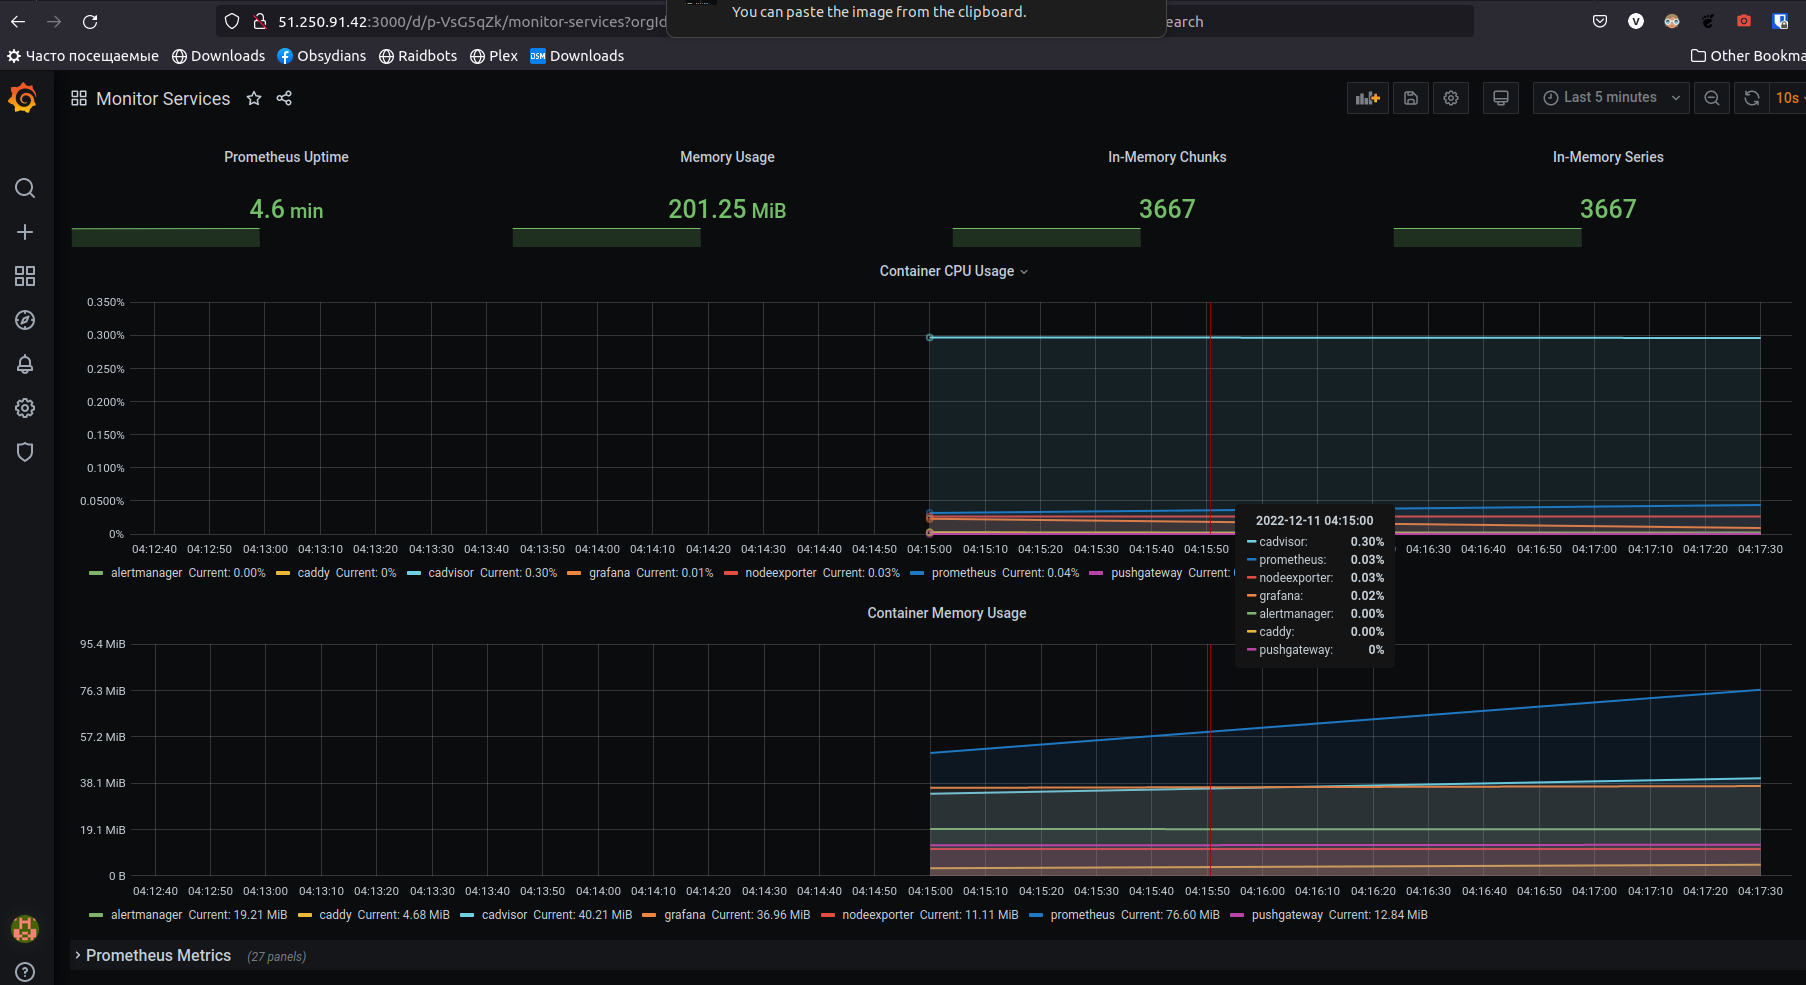 You can paste the image from the clipboard.
51.250.91.42:3000/d/p-VsG5qZk/monitor-services?orgId
earch
Часто посещаемые Downloads Obsydians Raidbots Plex DSM Downloads Other Bookma
Monitor Services Last 5 minutes 10s
Prometheus Uptime Memory Usage In-Memory Chunks In-Memory Series
4.6 min 201.25 MiB 3667 3667
Container CPU Usage
0.350%
0.300%
0.250%
0.200%
0.150%
0.100%
0.0500%
0%
04:12:40 04:12:50 04:13:00 04:13:10 04:13:20 04:13:30 04:13:40 04:13:50 04:14:00 04:14:10 04:14:20 04:14:30 04:14:40 04:14:50 04:15:00 04:15:10 04:15:20 04:15:30 04:15:40 04:15:50 04:16:30 04:16:40 04:16:50 04:17:00 04:17:10 04:17:20 04:17:30
alertmanager Current: 0.00% caddy Current: 0% cadvisor Current: 0.30% grafana Current: 0.01% nodeexporter Current: 0.03% prometheus Current: 0.04% pushgateway Current:
2022-12-11 04:15:00
cadvisor: 0.30%
prometheus: 0.03%
nodeexporter: 0.03%
grafana: 0.02%
alertmanager: 0.00%
caddy: 0.00%
pushgateway: 0%
Container Memory Usage
95.4 MiB
76.3 MiB
57.2 MiB
38.1 MiB
19.1 MiB
0 B
04:12:40 04:12:50 04:13:00 04:13:10 04:13:20 04:13:30 04:13:40 04:13:50 04:14:00 04:14:10 04:14:20 04:14:30 04:14:40 04:14:50 04:15:00 04:15:10 04:15:20 04:15:30 04:15:40 04:15:50 04:16:00 04:16:10 04:16:20 04:16:30 04:16:40 04:16:50 04:17:00 04:17:10 04:17:20 04:17:30
alertmanager Current: 19.21 MiB caddy Current: 4.68 MiB cadvisor Current: 40.21 MiB grafana Current: 36.96 MiB nodeexporter Current: 11.11 MiB prometheus Current: 76.60 MiB pushgateway Current: 12.84 MiB
Prometheus Metrics (27 panels)